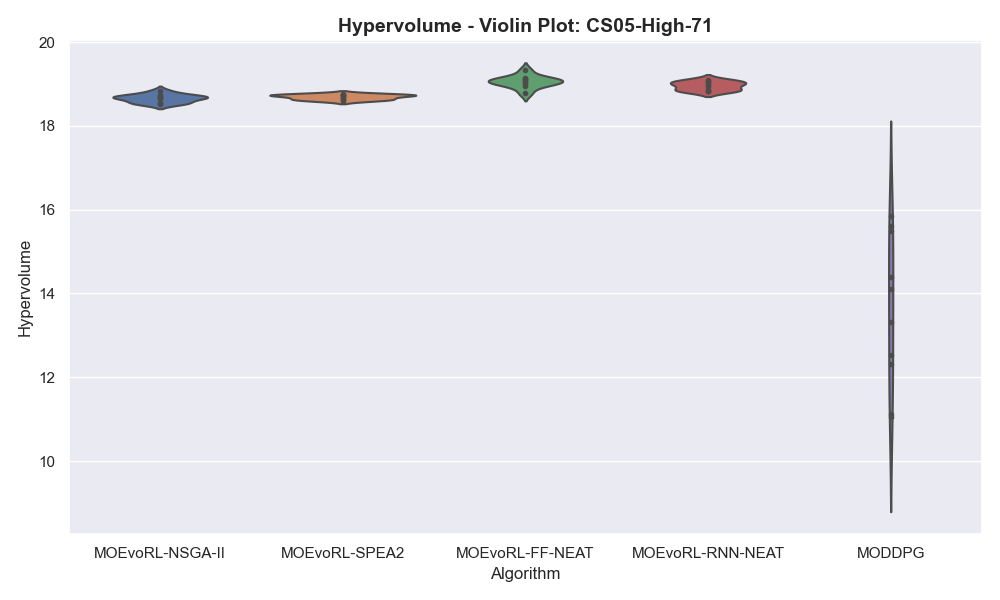 Hypervolume - Violin Plot: CS05-High-71
20
18
16
14
12
10
Hypervolume
MOEvoRL-NSGA-II
MOEvoRL-SPEA2
MOEvoRL-FF-NEAT
MOEvoRL-RNN-NEAT
MODDPG
Algorithm